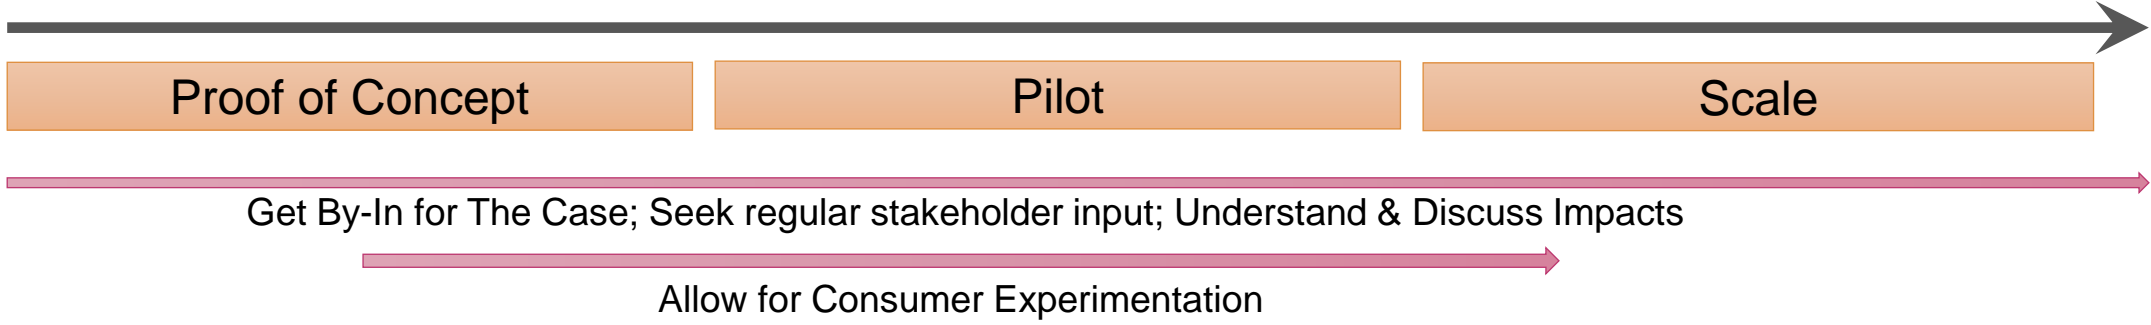 Proof of Concept
Pilot
Scale
Get By-In for The Case; Seek regular stakeholder input; Understand & Discuss Impacts
Allow for Consumer Experimentation